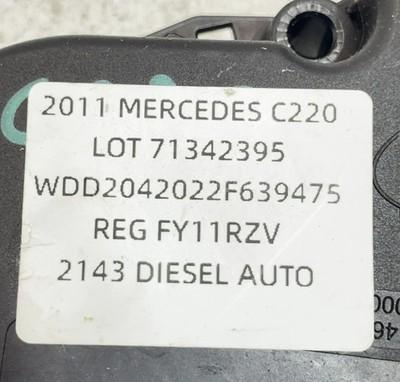 2011 MERCEDES C220
LOT 71342395
WDD2042022F639475
REG FY11RZV
2143 DIESEL AUTO